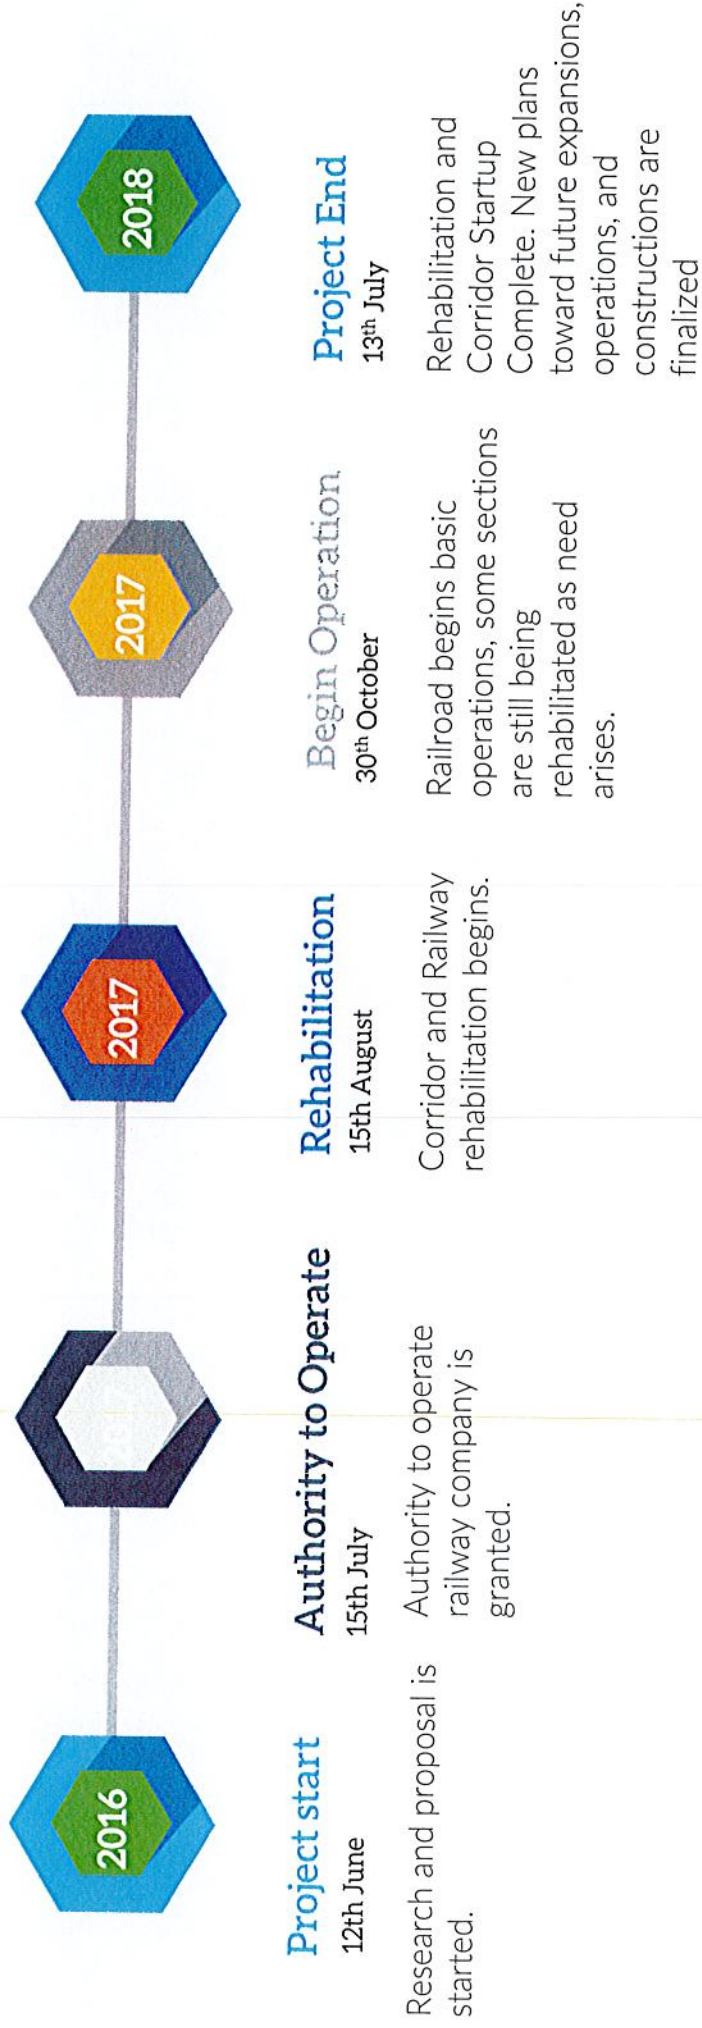 2016
Project start
12th June
Research and proposal is
started.
Authority to Operate
15th July
Authority to operate
railway company is
granted.
2017
Rehabilitation
15th August
Corridor and Railway
rehabilitation begins.
2017
Begin Operation
30th October
Railroad begins basic
operations, some sections
are still being
rehabilitated as need
arises.
2018
Project End
13th July
Rehabilitation and
Corridor Startup
Complete. New plans
toward future expansions,
operations, and
constructions are
finalized